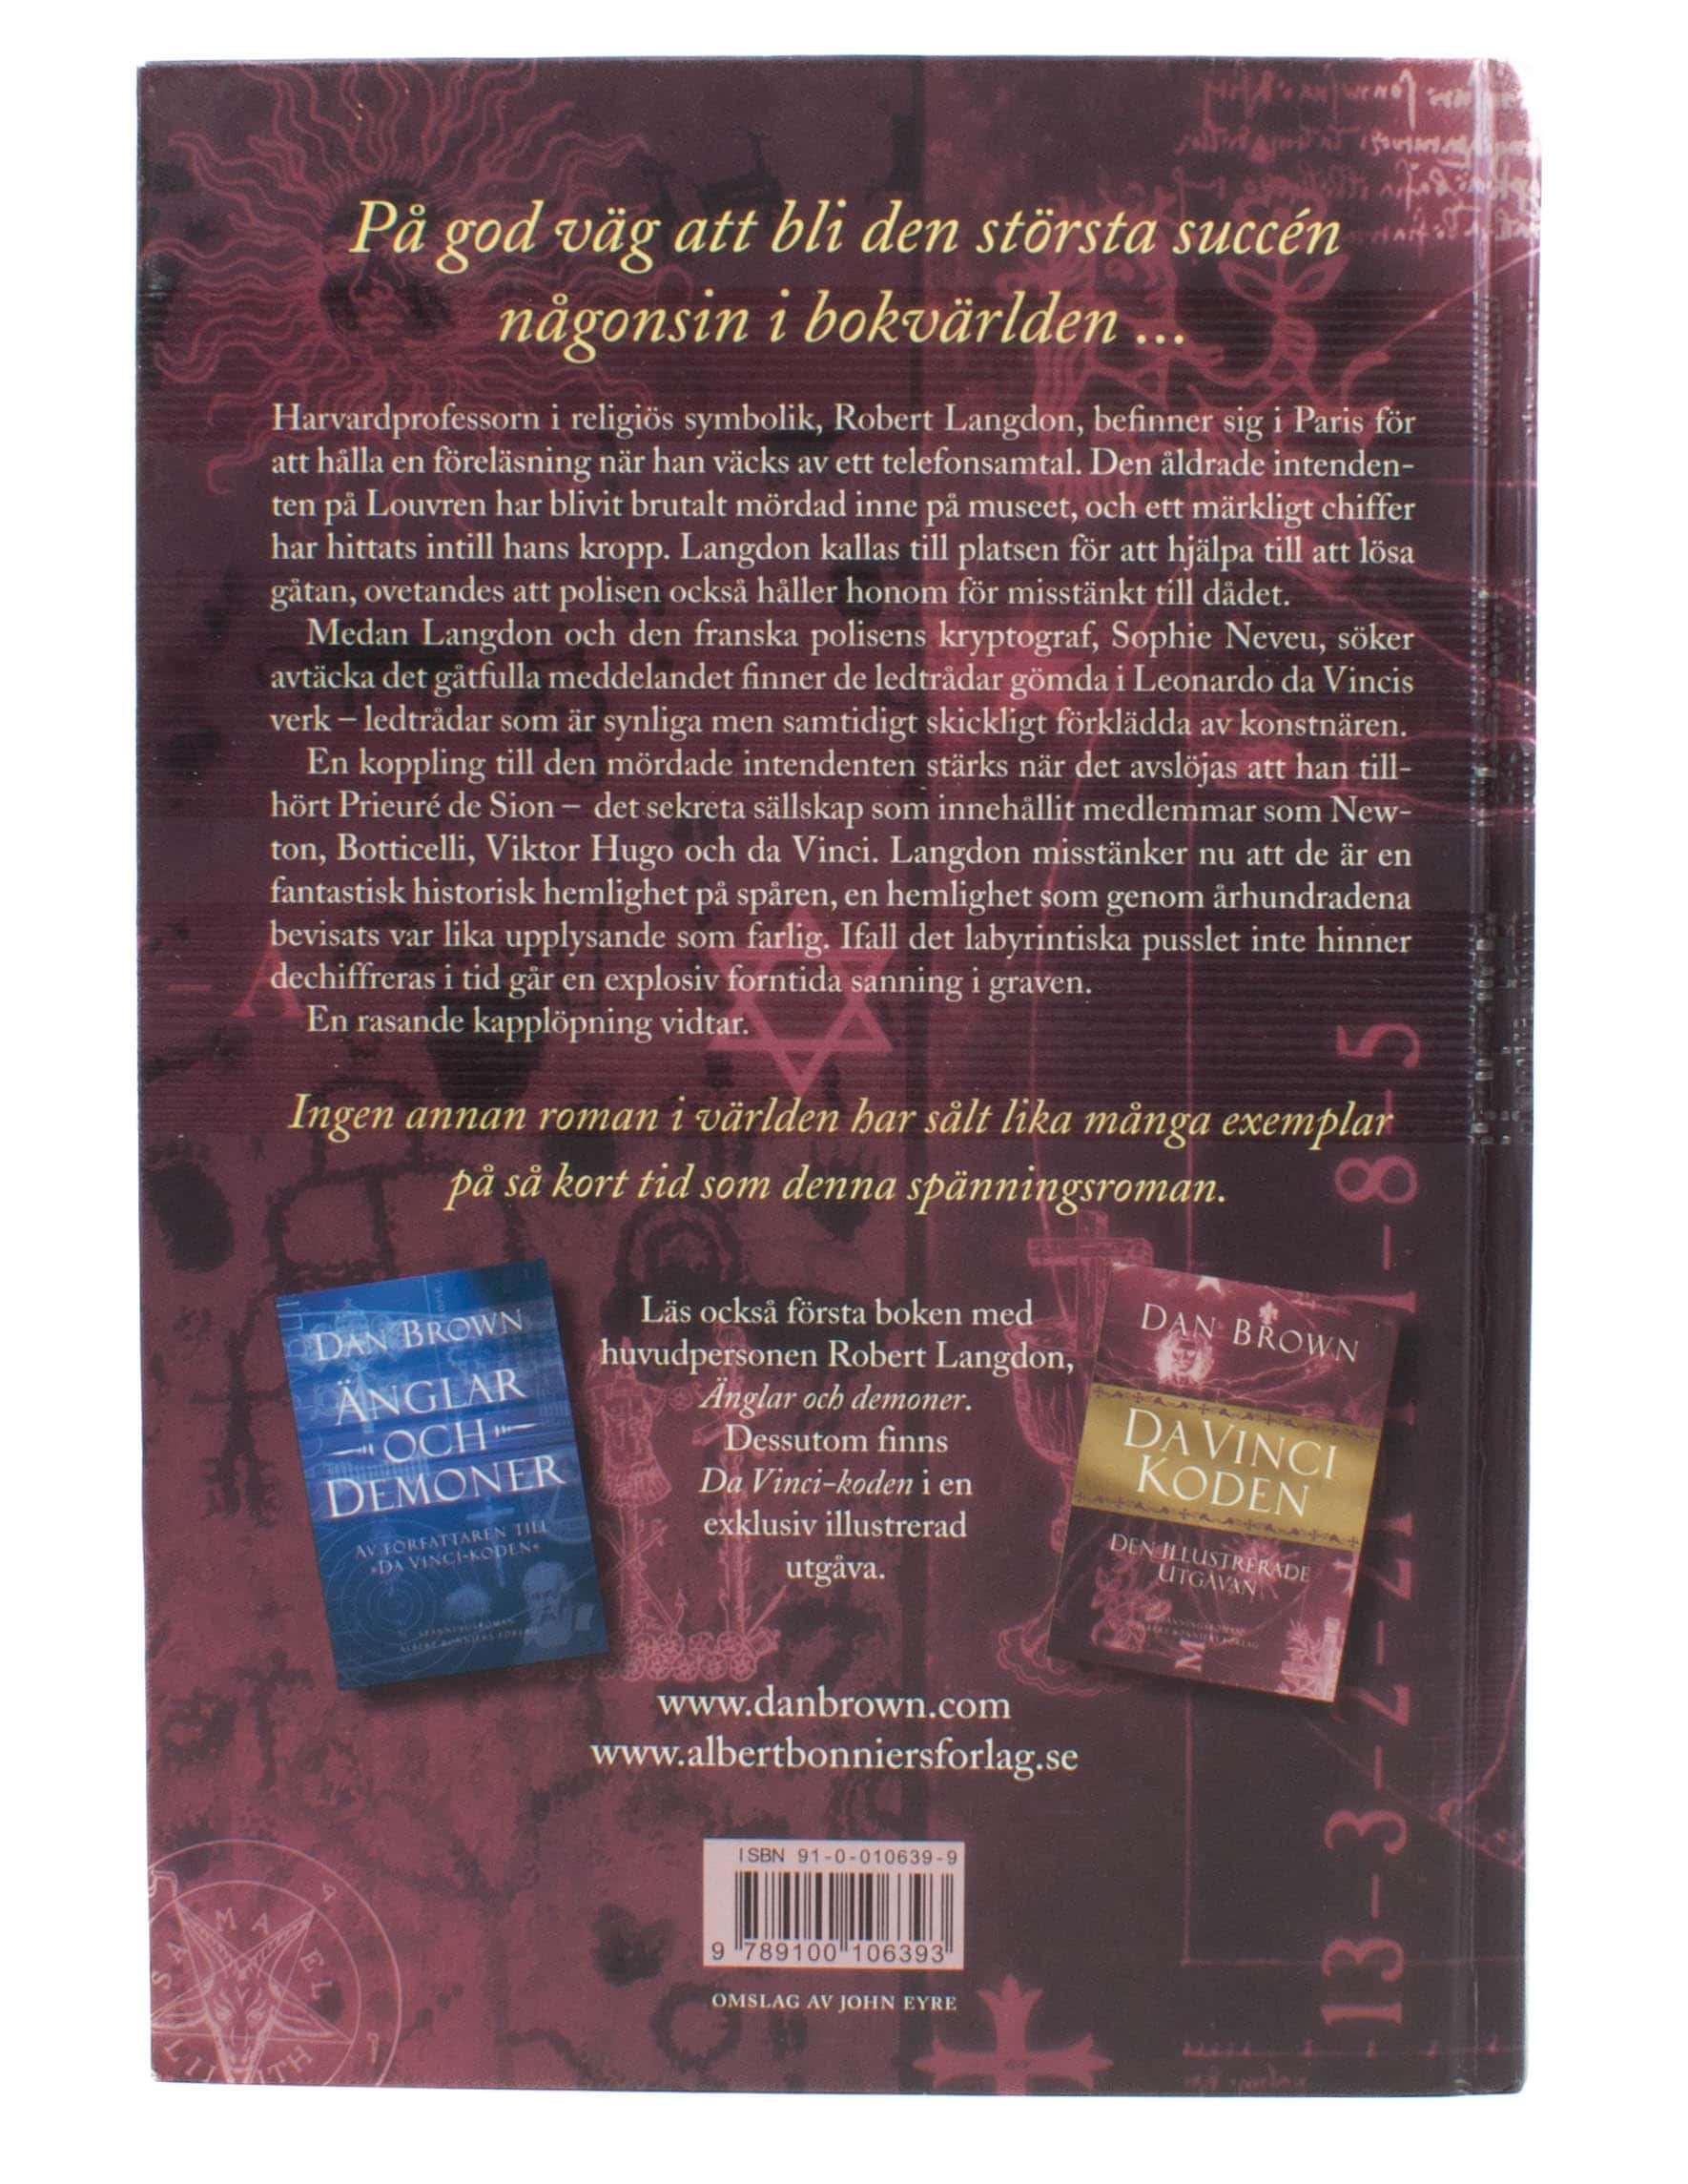 På god väg att bli den största succén
någonsin i bokvärlden ...
Harvardprofessorn i religiös symbolik, Robert Langdon, befinner sig i Paris för
att hålla en föreläsning när han väcks av ett telefonsamtal. Den åldrade intenden-
ten på Louvren har blivit brutalt mördad inne på museet, och ett märkligt chiffer
har hittats intill hans kropp. Langdon kallas till platsen för att hjälpa till att lösa
gåtan, ovetandes att polisen också håller honom för misstänkt till dådet.
Medan Langdon och den franska polisens kryptograf, Sophie Neveu, söker
avtäcka det gåtfulla meddelandet finner de ledtrådar gömda i Leonardo da Vincis
verk – ledtrådar som är synliga men samtidigt skickligt förklädda av konstnären.
En koppling till den mördade intendenten stärks när det avslöjas att han till-
hört Prieuré de Sion – det sekreta sällskap som innehållit medlemmar som New-
ton, Botticelli, Viktor Hugo och da Vinci. Langdon misstänker nu att de är en
fantastisk historisk hemlighet på spåren, en hemlighet som genom århundradena
bevisats var lika upplysande som farlig. Ifall det labyrintiska pusslet inte hinner
dechiffreras i tid går en explosiv forntida sanning i graven.
En rasande kapplöpning vidtar.
Ingen annan roman i världen har sålt lika många exemplar
på så kort tid som denna spänningsroman.
DAN BROWN
ÄNGLAR
OCH
DEMONER
AV FÖRFATTAREN TILL
»DA VINCI-KODEN«
SPÄNNINGSROMAN
ALBERT BONNIERS FÖRLAG
Läs också första boken med
huvudpersonen Robert Langdon,
Änglar och demoner.
Dessutom finns
Da Vinci-koden i en
exklusiv illustrerad
utgåva.
DAN BROWN
DA VINCI
KODEN
DEN ILLUSTRERADE
UTGÅVAN
SPÄNNINGSROMAN
ALBERT BONNIERS FÖRLAG
www.danbrown.com
www.albertbonniersforlag.se
ISBN 91-0-010639-9
9 789100 106393
OMSLAG AV JOHN EYRE
SAMAEL
LILITH